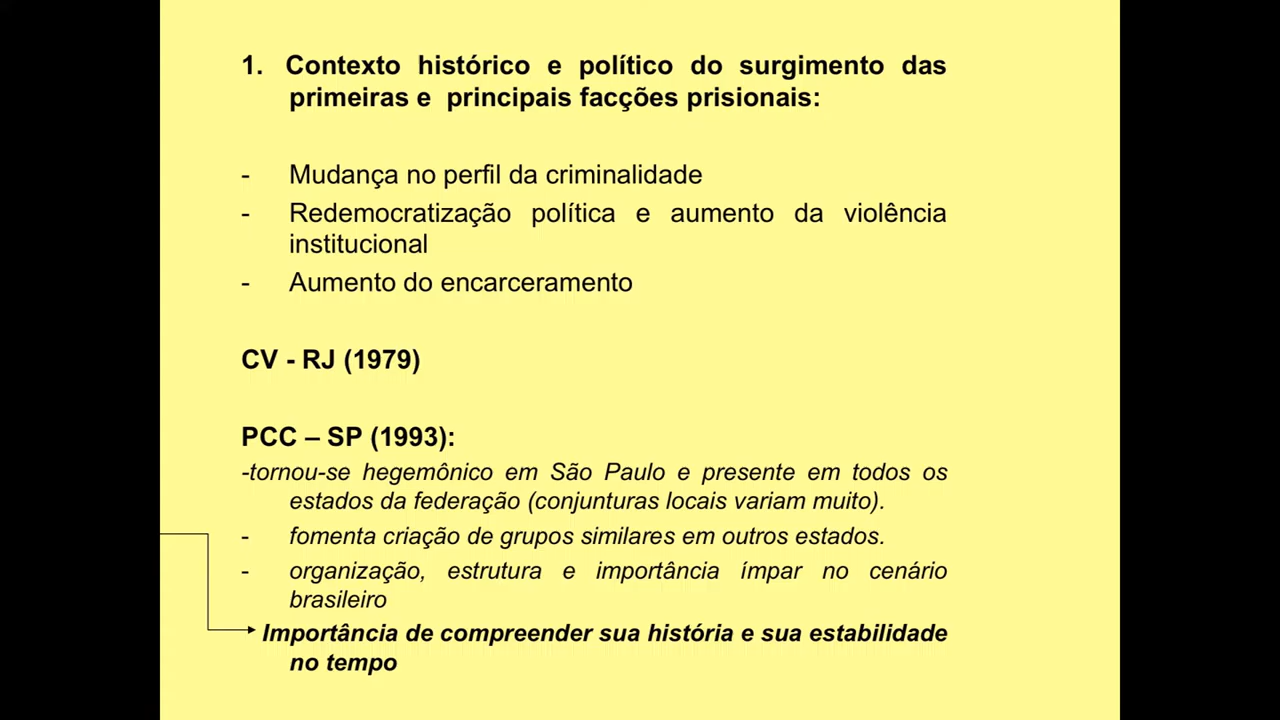 1. Contexto histórico e político do surgimento das
primeiras e principais facções prisionais:
- Mudança no perfil da criminalidade
- Redemocratização política e aumento da violência
institucional
- Aumento do encarceramento
CV - RJ (1979)
PCC – SP (1993):
-tornou-se hegemônico em São Paulo e presente em todos os
estados da federação (conjunturas locais variam muito).
- fomenta criação de grupos similares em outros estados.
- organização, estrutura e importância ímpar no cenário
brasileiro
Importância de compreender sua história e sua estabilidade
no tempo